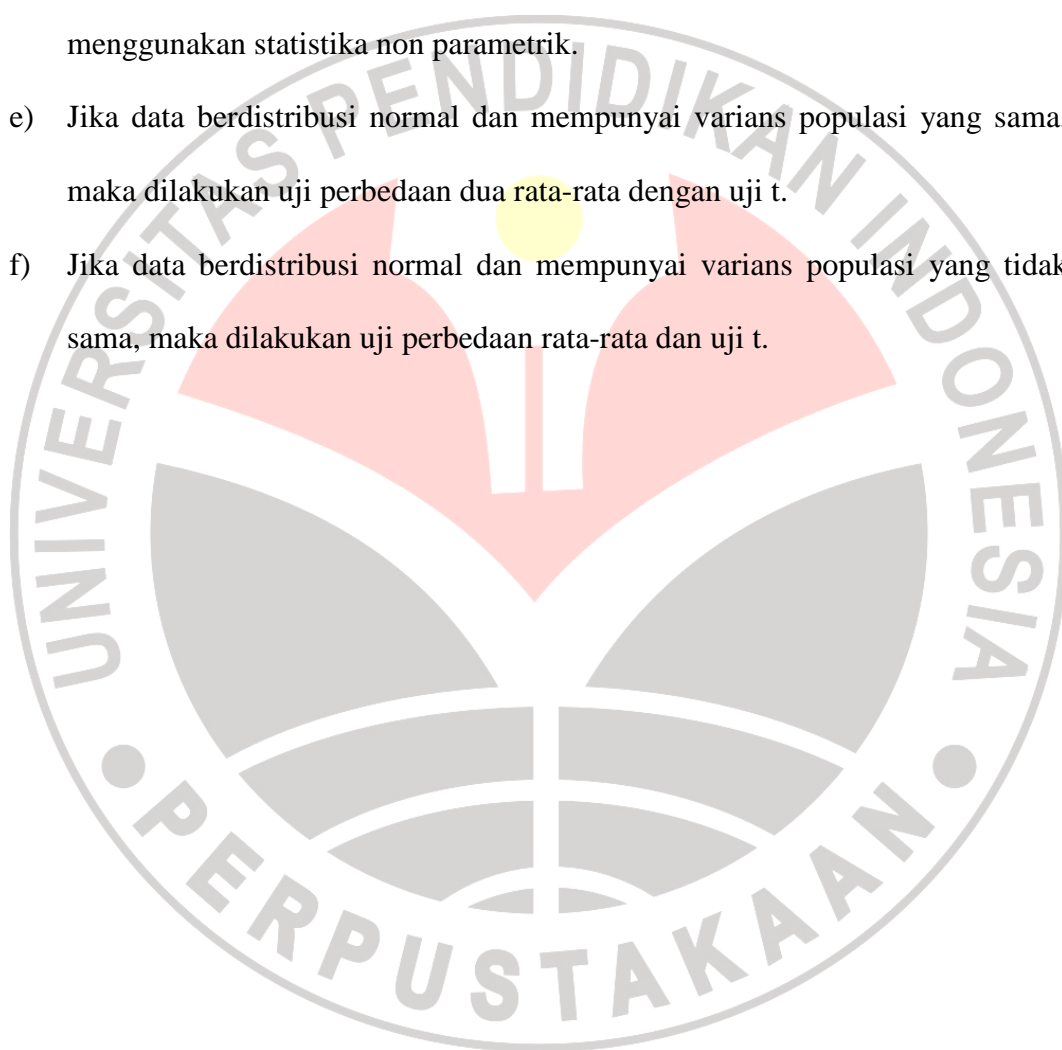 menggunakan statistika non parametrik.
e) Jika data berdistribusi normal dan mempunyai varians populasi yang sama
maka dilakukan uji perbedaan dua rata-rata dengan uji t.
f) Jika data berdistribusi normal dan mempunyai varians populasi yang tidak
sama, maka dilakukan uji perbedaan rata-rata dan uji t.
UNIVERSITAS PENDIDIKAN INDONESIA
PERPUSTAKAAN